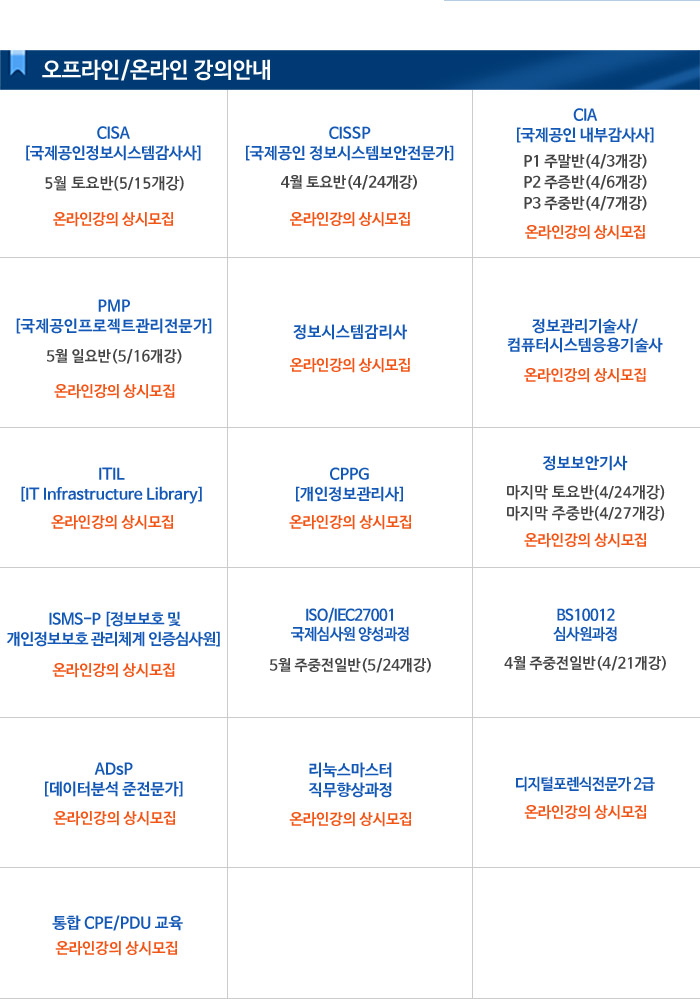 오프라인/온라인 강의안내
CISA
[국제공인정보시스템감사사]
5월 토요반(5/15개강)
온라인강의 상시모집
CISSP
[국제공인 정보시스템보안전문가]
4월 토요반(4/24개강)
온라인강의 상시모집
CIA
[국제공인 내부감사사]
P1 주말반(4/3개강)
P2 주증반(4/6개강)
P3 주중반(4/7개강)
온라인강의 상시모집
PMP
[국제공인프로젝트관리전문가]
5월 일요반(5/16개강)
온라인강의 상시모집
정보시스템감리사
온라인강의 상시모집
정보관리기술사/
컴퓨터시스템응용기술사
온라인강의 상시모집
ITIL
[IT Infrastructure Library]
온라인강의 상시모집
CPPG
[개인정보관리사]
온라인강의 상시모집
정보보안기사
마지막 토요반(4/24개강)
마지막 주중반(4/27개강)
온라인강의 상시모집
ISMS-P [정보보호 및
개인정보보호 관리체계 인증심사원]
온라인강의 상시모집
ISO/IEC27001
국제심사원 양성과정
5월 주중전일반(5/24개강)
BS10012
심사원과정
4월 주중전일반(4/21개강)
ADsP
[데이터분석 준전문가]
온라인강의 상시모집
리눅스마스터
직무향상과정
온라인강의 상시모집
디지털포렌식전문가 2급
온라인강의 상시모집
통합 CPE/PDU 교육
온라인강의 상시모집